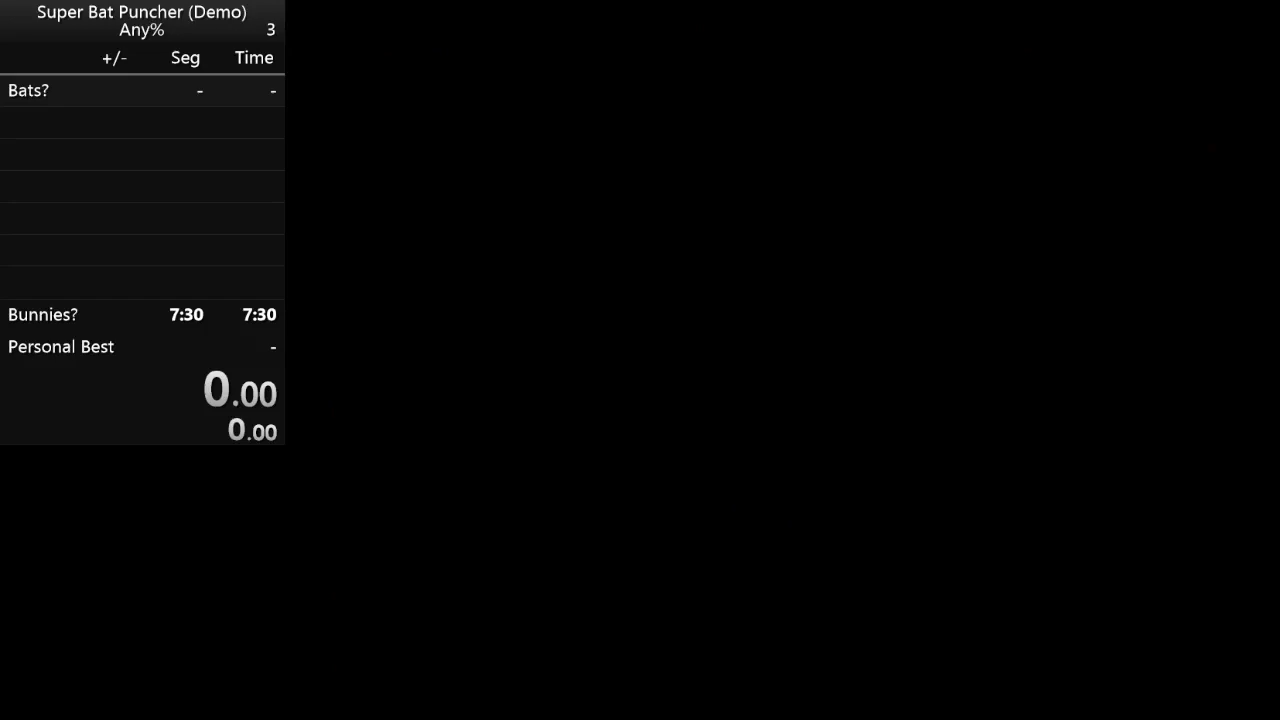 Super Bat Puncher (Demo)
Any% 3
+/- Seg Time
Bats? - -
Bunnies? 7:30 7:30
Personal Best -
0.00
0.00